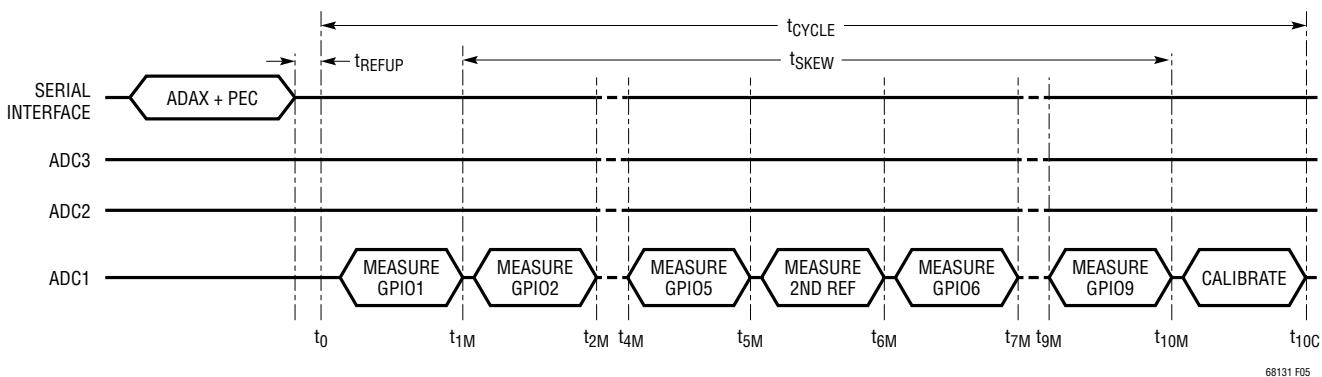 tCYCLE
tREFUP
tSKEW
SERIAL
INTERFACE
ADAX + PEC
ADC3
ADC2
ADC1
MEASURE
GPIO1
MEASURE
GPIO2
MEASURE
GPIO5
MEASURE
2ND REF
MEASURE
GPIO6
MEASURE
GPIO9
CALIBRATE
t0
t1M
t2M
t4M
t5M
t6M
t7M
t9M
t10M
t10C
68131 F05